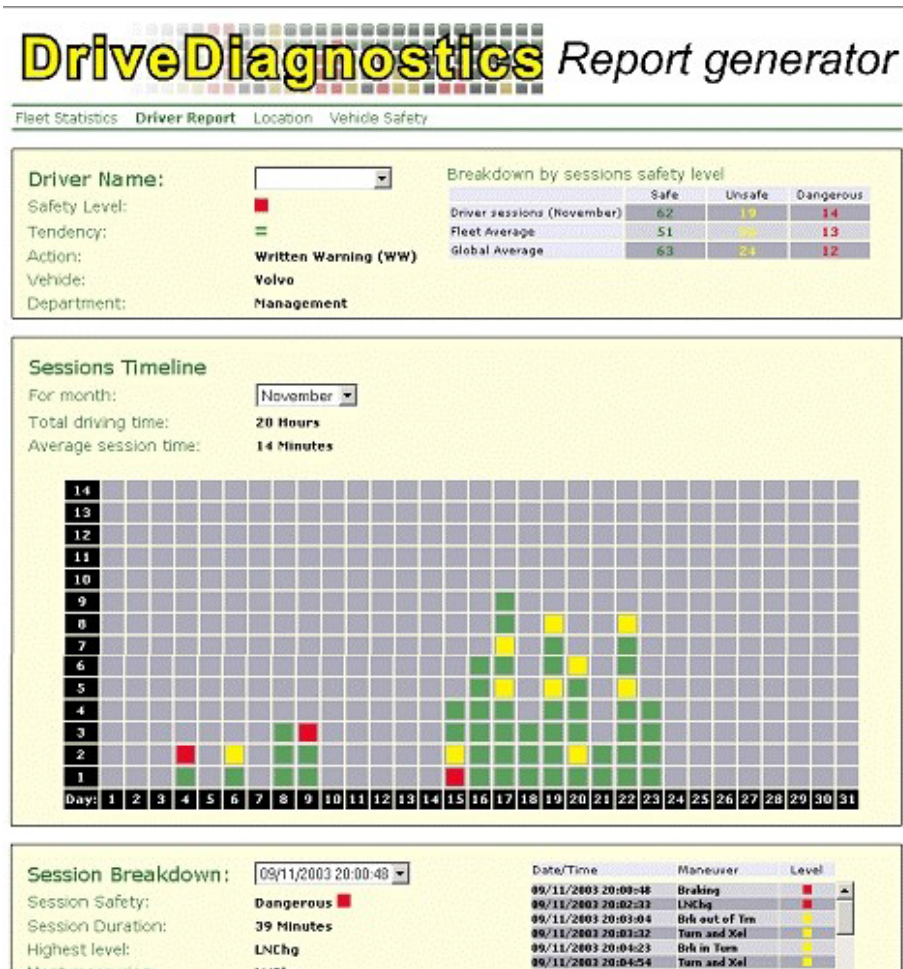 DriveDiagnostics Report generator
Fleet Statistics Driver Report Location Vehicle Safety
Driver Name:
Safety Level:
Tendency: =
Action: Written Warning (WW)
Vehicle: Volvo
Department: Management
Breakdown by sessions safety level
Safe Unsafe Dangerous
Driver sessions (November) 62 19 14
Fleet Average 51 13
Global Average 63 24 12
Sessions Timeline
For month: November
Total driving time: 20 Hours
Average session time: 14 Minutes
14
13
12
11
10
9
8
7
6
5
4
3
2
1
Day: 1 2 3 4 5 6 7 8 9 10 11 12 13 14 15 16 17 18 19 20 21 22 23 24 25 26 27 28 29 30 31
Session Breakdown: 09/11/2003 20:00:48
Session Safety: Dangerous
Session Duration: 39 Minutes
Highest level: LNChg
Date/Time Maneuver Level
09/11/2003 20:00:48 Braking
09/11/2003 20:02:33 LNChg
09/11/2003 20:03:04 Brk out of Trn
09/11/2003 20:03:32 Turn and Xel
09/11/2003 20:04:23 Brk in Turn
09/11/2003 20:04:54 Turn and Xel